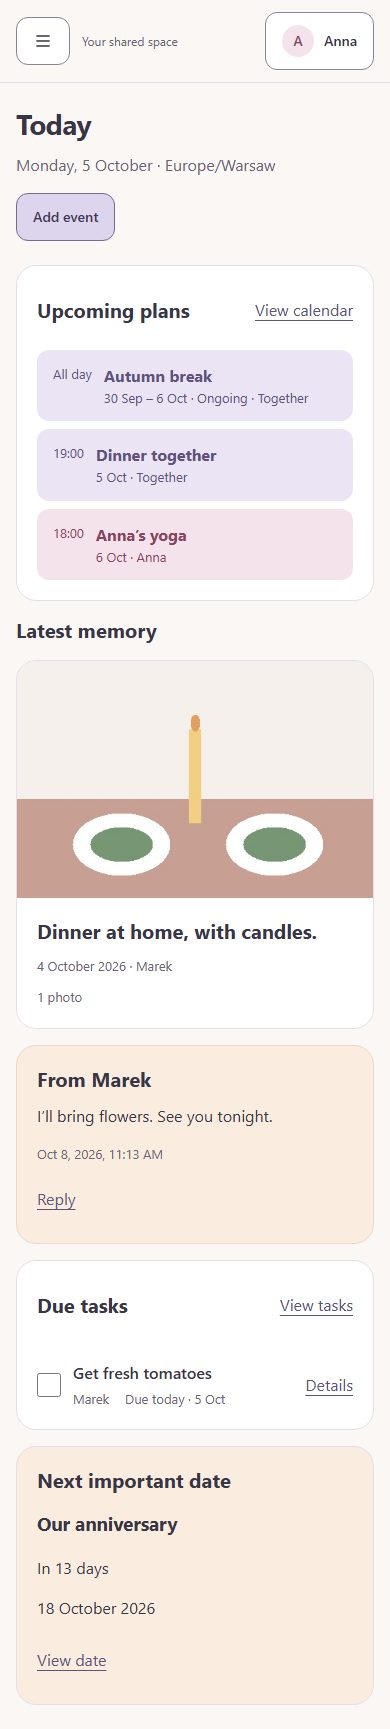 Your shared space
A
Anna
Today
Monday, 5 October · Europe/Warsaw
Add event
Upcoming plans
View calendar
All day
Autumn break
30 Sep – 6 Oct · Ongoing · Together
19:00
Dinner together
5 Oct · Together
18:00
Anna’s yoga
6 Oct · Anna
Latest memory
Dinner at home, with candles.
4 October 2026 · Marek
1 photo
From Marek
I’ll bring flowers. See you tonight.
Oct 8, 2026, 11:13 AM
Reply
Due tasks
View tasks
Get fresh tomatoes
Marek
Due today · 5 Oct
Details
Next important date
Our anniversary
In 13 days
18 October 2026
View date